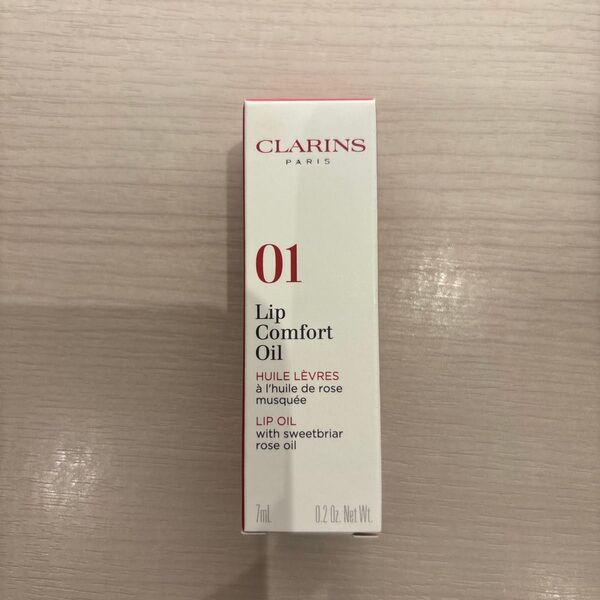 CLARINS
PARIS
01
Lip
Comfort
Oil
HUILE LÈVRES
à l'huile de rose
musquée
LIP OIL
with sweetbriar
rose oil
7mL 0.2 Oz. Net Wt.